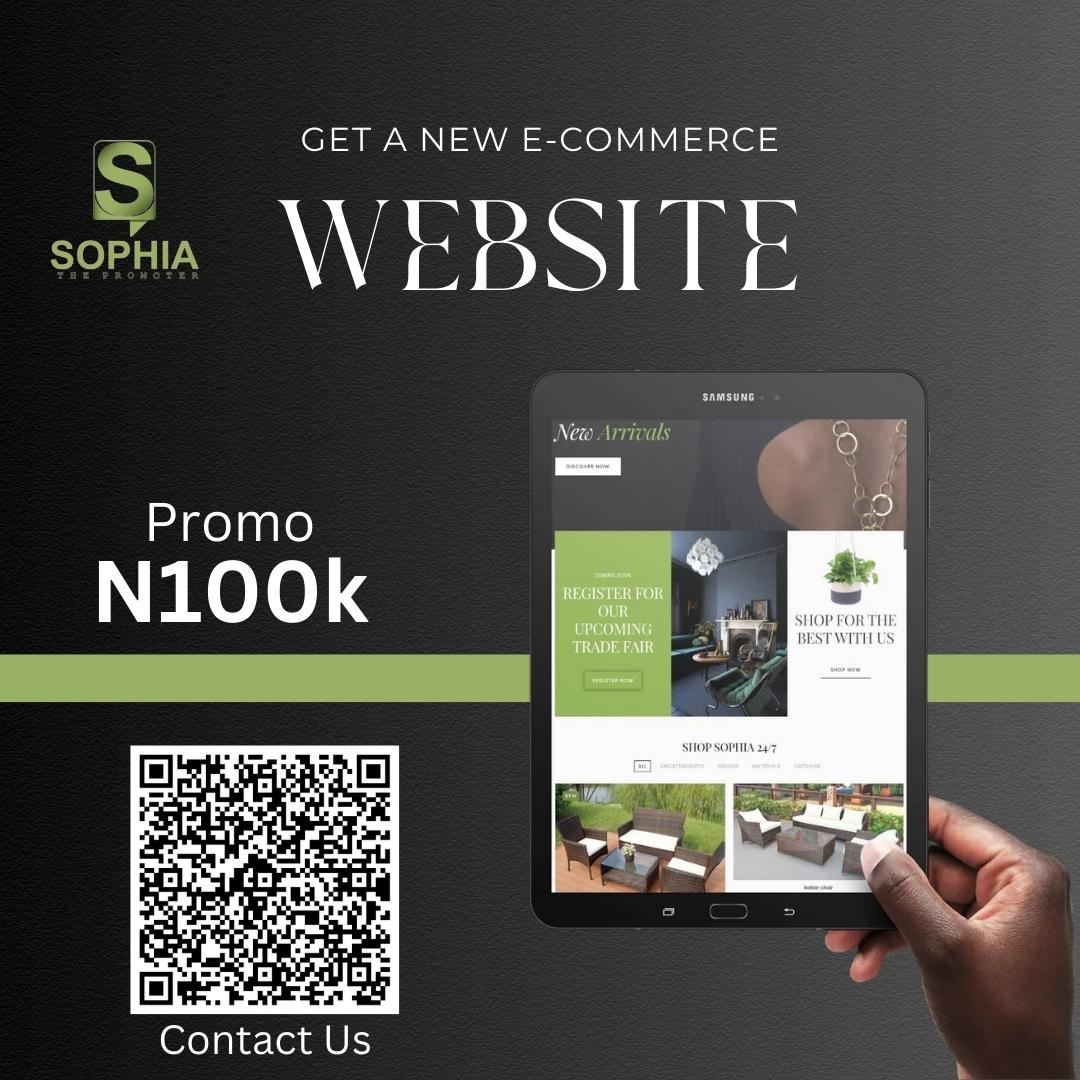 GET A NEW E-COMMERCE
WEBSITE
S
SOPHIA
THE PROMOTER
SAMSUNG
New Arrivals
DISCOVER NOW
Promo
N100k
COMING SOON
REGISTER FOR
OUR
UPCOMING
TRADE FAIR
REGISTER NOW
SHOP FOR THE
BEST WITH US
SHOP NOW
SHOP SOPHIA 24/7
ALL UNCATEGORIZED INDOOR MATERIALS OUTDOOR
NEW
NEW
Rattan chair
Contact Us